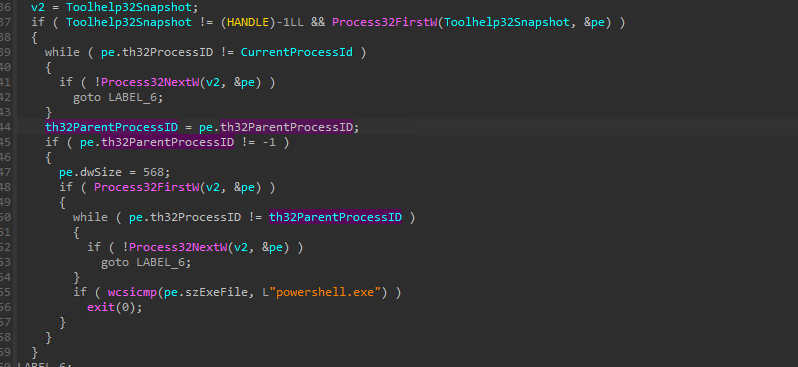 36 v2 = Toolhelp32Snapshot;
37 if ( Toolhelp32Snapshot != (HANDLE)-1LL && Process32FirstW(Toolhelp32Snapshot, &pe) )
38 {
39 while ( pe.th32ProcessID != CurrentProcessId )
40 {
41 if ( !Process32NextW(v2, &pe) )
42 goto LABEL_6;
43 }
44 th32ParentProcessID = pe.th32ParentProcessID;
45 if ( pe.th32ParentProcessID != -1 )
46 {
47 pe.dwSize = 568;
48 if ( Process32FirstW(v2, &pe) )
49 {
50 while ( pe.th32ProcessID != th32ParentProcessID )
51 {
52 if ( !Process32NextW(v2, &pe) )
53 goto LABEL_6;
54 }
55 if ( wcsicmp(pe.szExeFile, L"powershell.exe") )
56 exit(0);
57 }
58 }
59 }
60 LABEL_6: